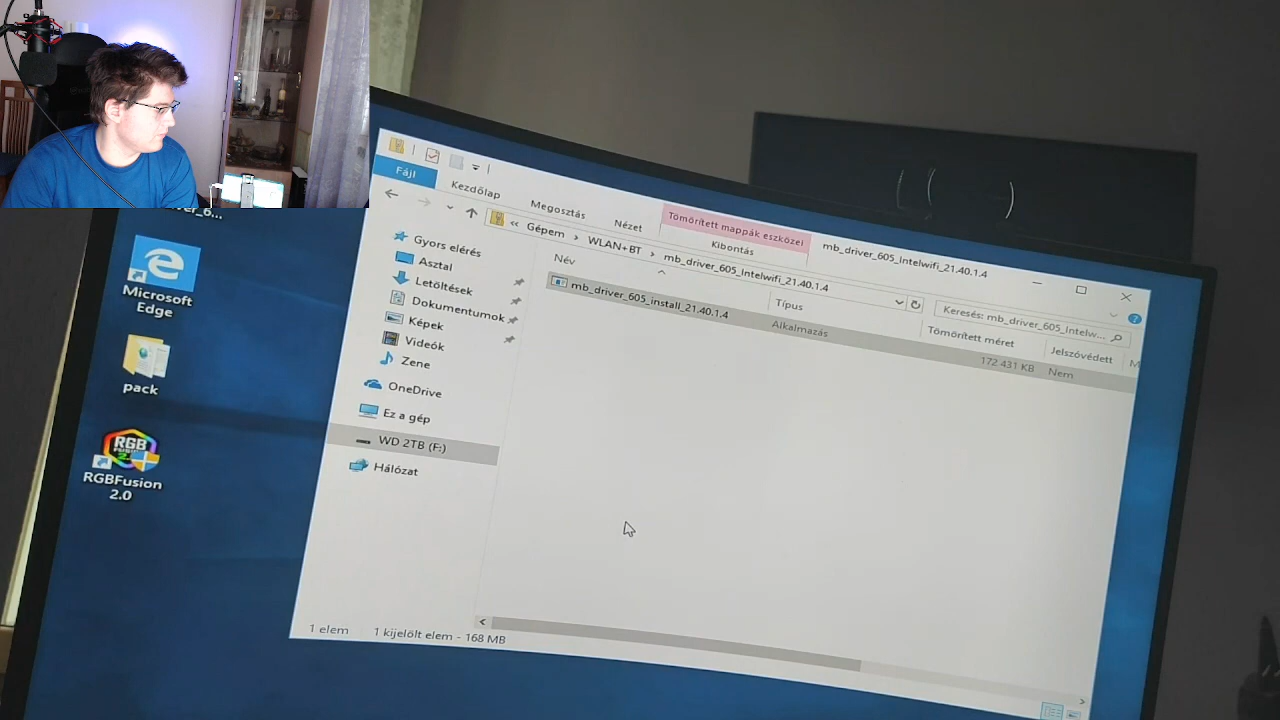 Fájl
Kezdőlap
Megosztás
Nézet
Tömörített mappák eszközei
Kibontás
mb_driver_605_Intelwifi_21.40.1.4
Gépem
WLAN+BT
mb_driver_605_Intelwifi_21.40.1.4
Keresés: mb_driver_605_Intelw...
Név
Típus
Tömörített méret
Jelszóvédett
mb_driver_605_install_21.40.1.4
Alkalmazás
172 431 KB
Nem
Gyors elérés
Asztal
Letöltések
Dokumentumok
Képek
Videók
Zene
OneDrive
Ez a gép
WD 2TB (F:)
Hálózat
1 elem
1 kijelölt elem - 168 MB
Microsoft
Edge
pack
RGB
RGBFusion
2.0